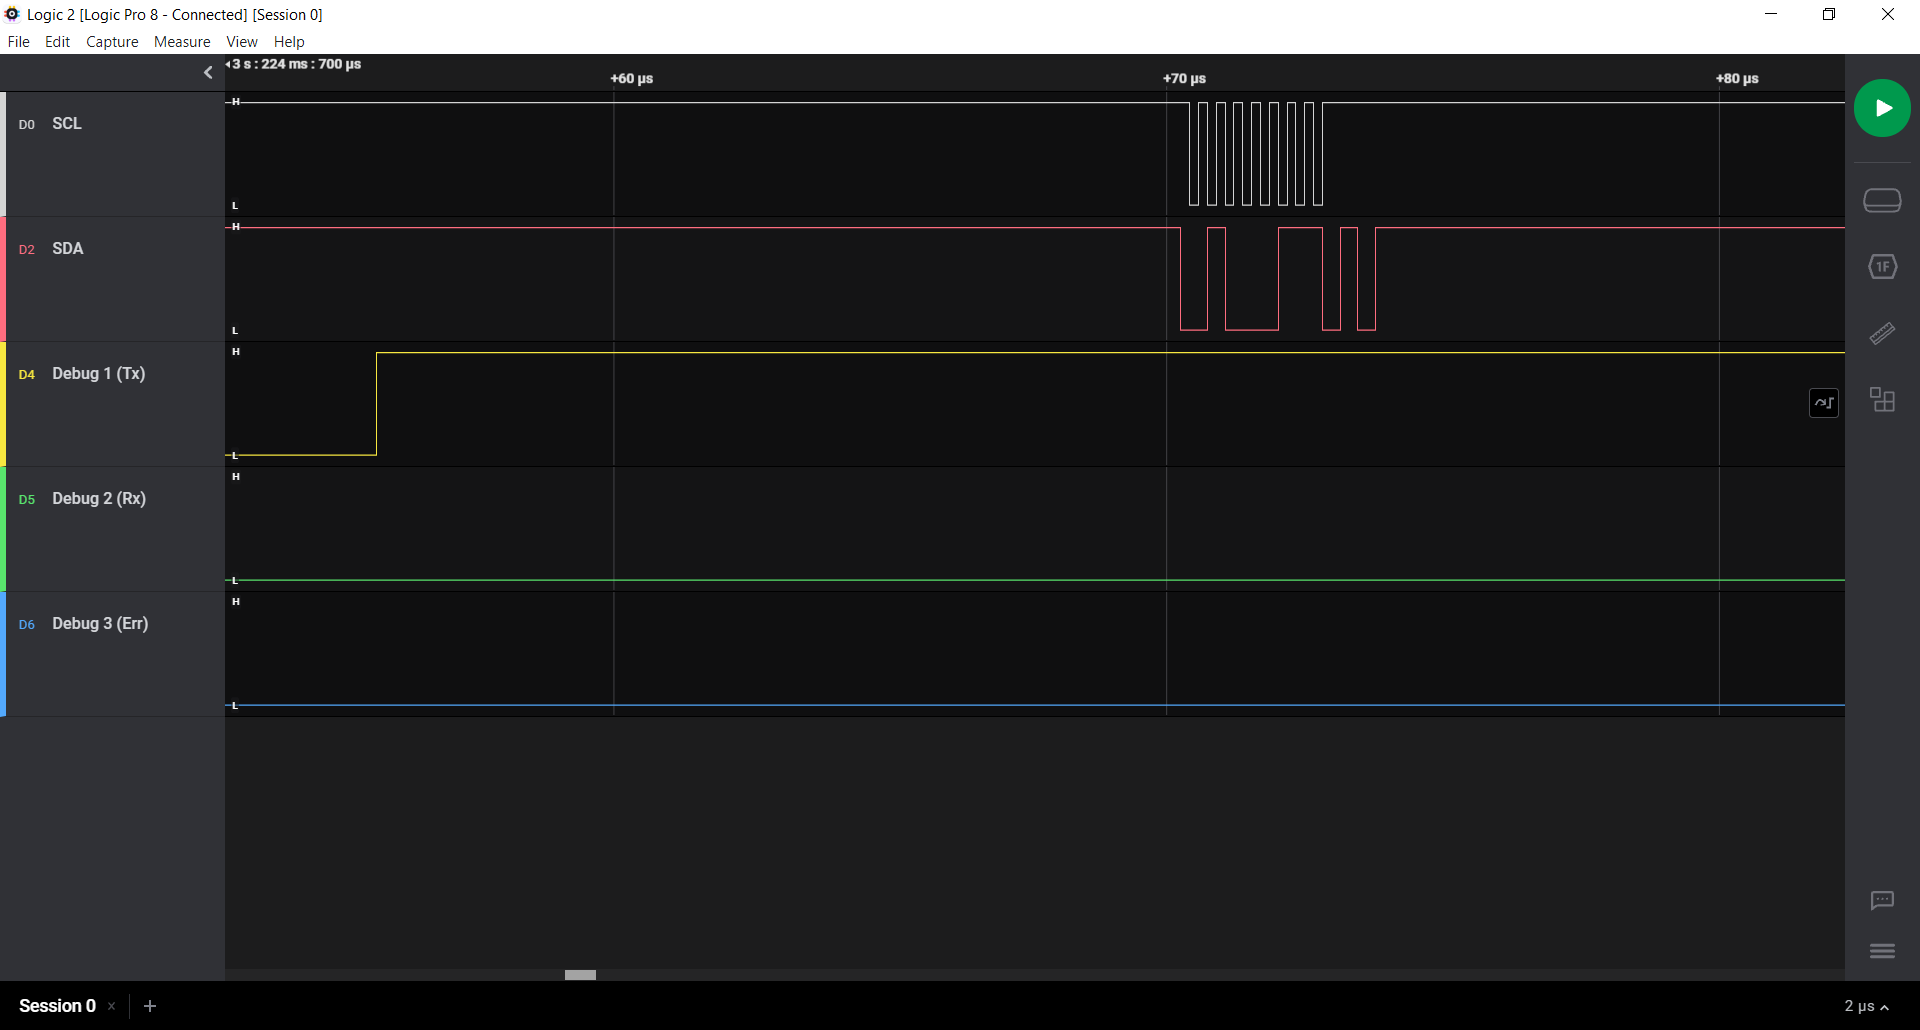 Logic 2 [Logic Pro 8 - Connected] [Session 0]
File Edit Capture Measure View Help
3 s : 224 ms : 700 µs
+60 µs +70 µs +80 µs
H
D0 SCL
L
H
D2 SDA
L
H
D4 Debug 1 (Tx)
L
H
D5 Debug 2 (Rx)
L
H
D6 Debug 3 (Err)
L
1F
Session 0 × +
2 µs